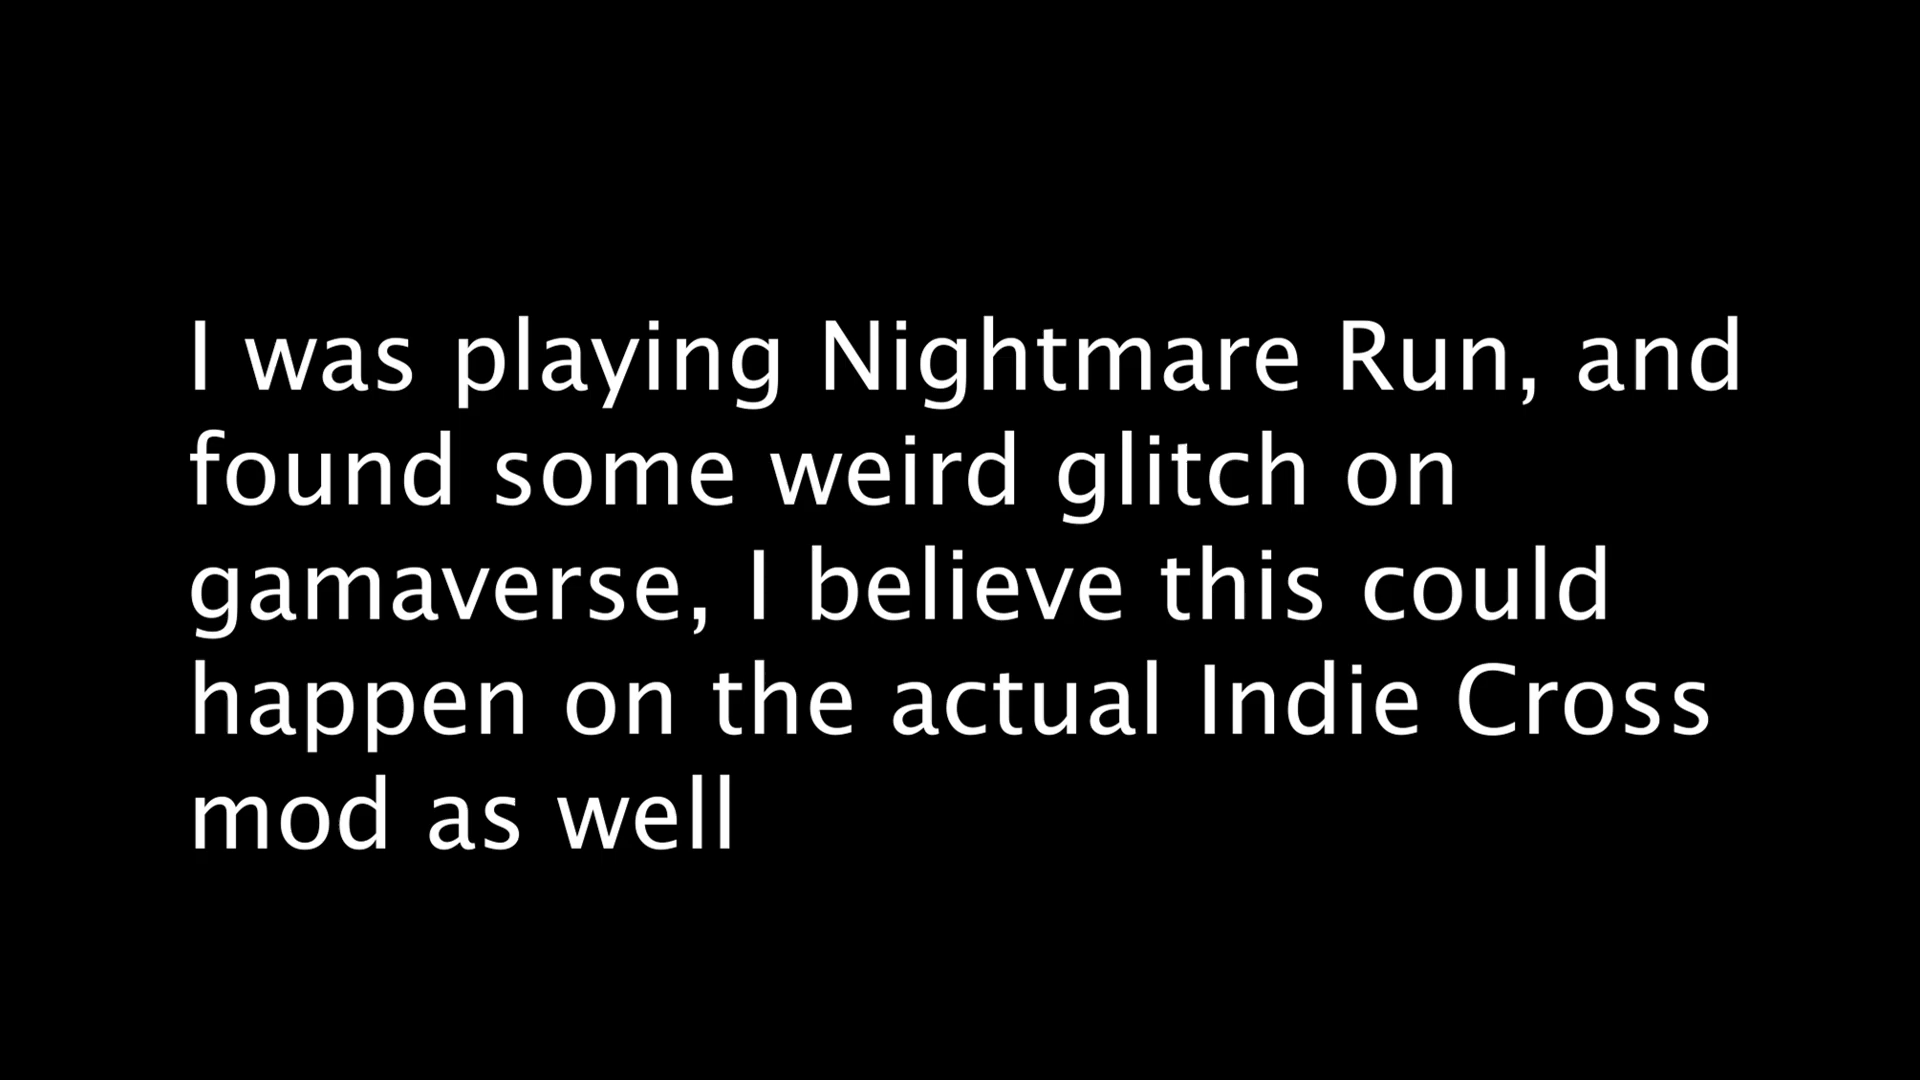 I was playing Nightmare Run, and
found some weird glitch on
gamaverse, I believe this could
happen on the actual Indie Cross
mod as well